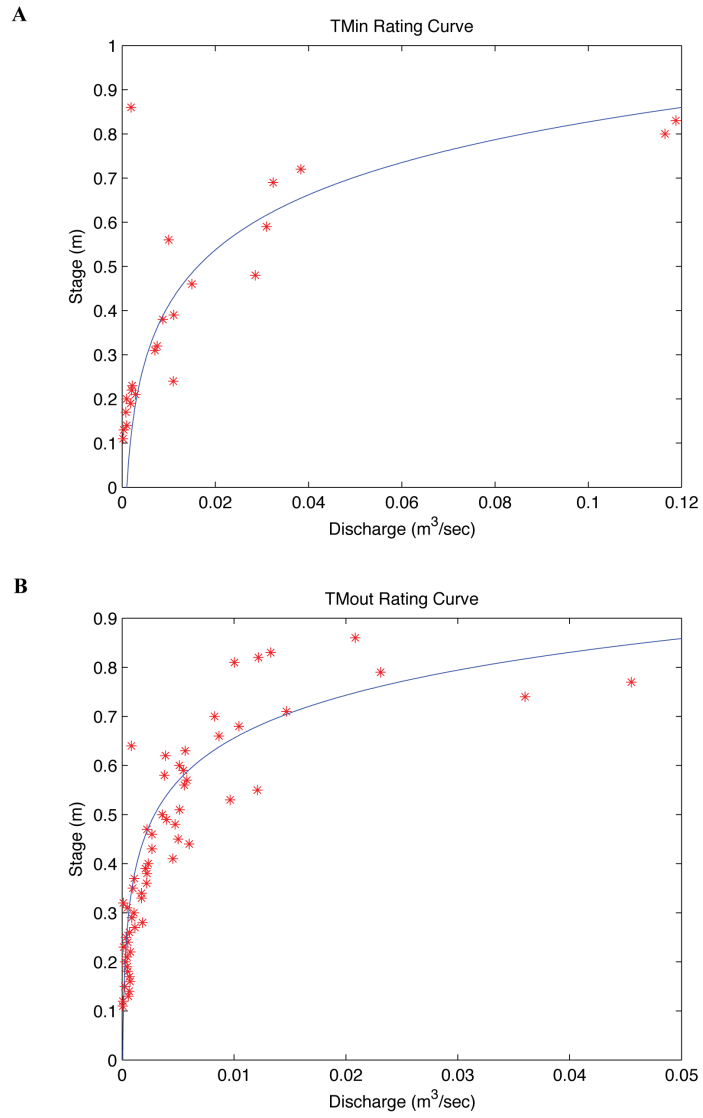 A
TMin Rating Curve
1
0.9
0.8
0.7
0.6
0.5
0.4
0.3
0.2
0.1
0
Stage (m)
0 0.02 0.04 0.06 0.08 0.1 0.12
Discharge (m³/sec)
B
TMout Rating Curve
0.9
0.8
0.7
0.6
0.5
0.4
0.3
0.2
0.1
0
Stage (m)
0 0.01 0.02 0.03 0.04 0.05
Discharge (m³/sec)